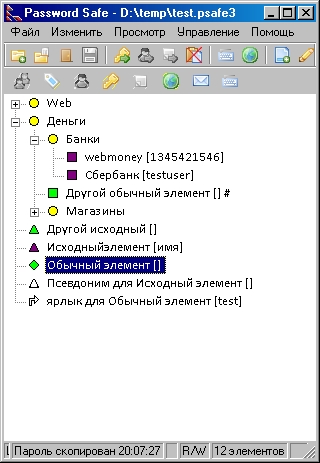 Password Safe - D:\temp\test.psafe3
Файл Изменить Просмотр Управление Помощь
Web
Деньги
Банки
webmoney [1345421546]
Сбербанк [testuser]
Другой обычный элемент [] #
Магазины
Другой исходный []
Исходныйэлемент [имя]
Обычный элемент []
Псевдоним для Исходный элемент []
ярлык для Обычный элемент [test]
Пароль скопирован 20:07:27 R/W 12 элементов